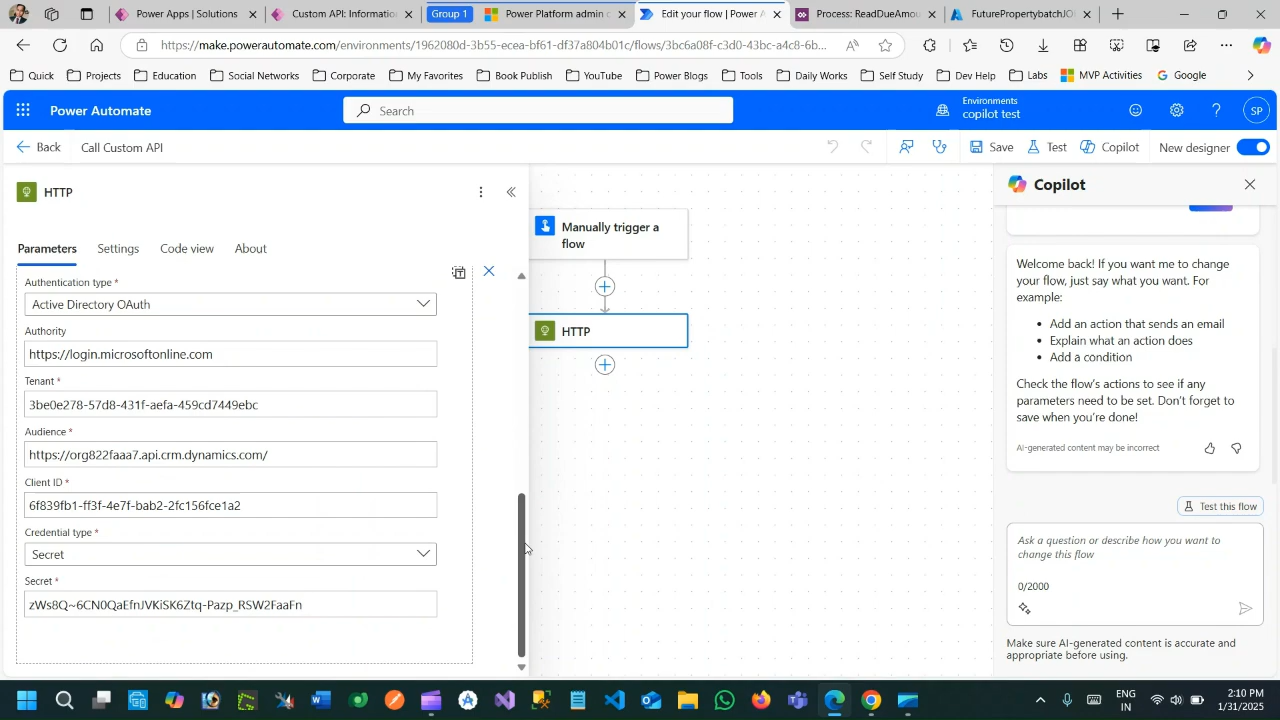 Power Apps | Solutions
Custom API: Information
Group 1
Power Platform admin c
Edit your flow | Power A
Process: ReadDueAmou
FuturePropertybatchJO
https://make.powerautomate.com/environments/1962080d-3b55-ecea-bf61-df37a804b01c/flows/3bc6a08f-c3d0-43bc-a4c8-6b...
Quick
Projects
Education
Social Networks
Corporate
My Favorites
Book Publish
YouTube
Power Blogs
Tools
Daily Works
Self Study
Dev Help
Labs
MVP Activities
Google
Power Automate
Search
Environments
copilot test
SP
Back
Call Custom API
Save
Test
Copilot
New designer
HTTP
Parameters
Settings
Code view
About
Authentication type *
Active Directory OAuth
Authority
https://login.microsoftonline.com
Tenant *
3be0e278-57d8-431f-aefa-459cd7449ebc
Audience *
https://org822faaa7.api.crm.dynamics.com/
Client ID *
6f839fb1-ff3f-4e7f-bab2-2fc156fce1a2
Credential type *
Secret
Secret *
zWs8Q~6CN0QaEfnJVKiSK6Ztq-Pazp_RSW2FaaFn
Manually trigger a
flow
HTTP
Copilot
Welcome back! If you want me to change
your flow, just say what you want. For
example:
• Add an action that sends an email
• Explain what an action does
• Add a condition
Check the flow's actions to see if any
parameters need to be set. Don't forget to
save when you're done!
AI-generated content may be incorrect
Test this flow
Ask a question or describe how you want to
change this flow
0/2000
Make sure AI-generated content is accurate and
appropriate before using.
ENG
IN
2:10 PM
1/31/2025